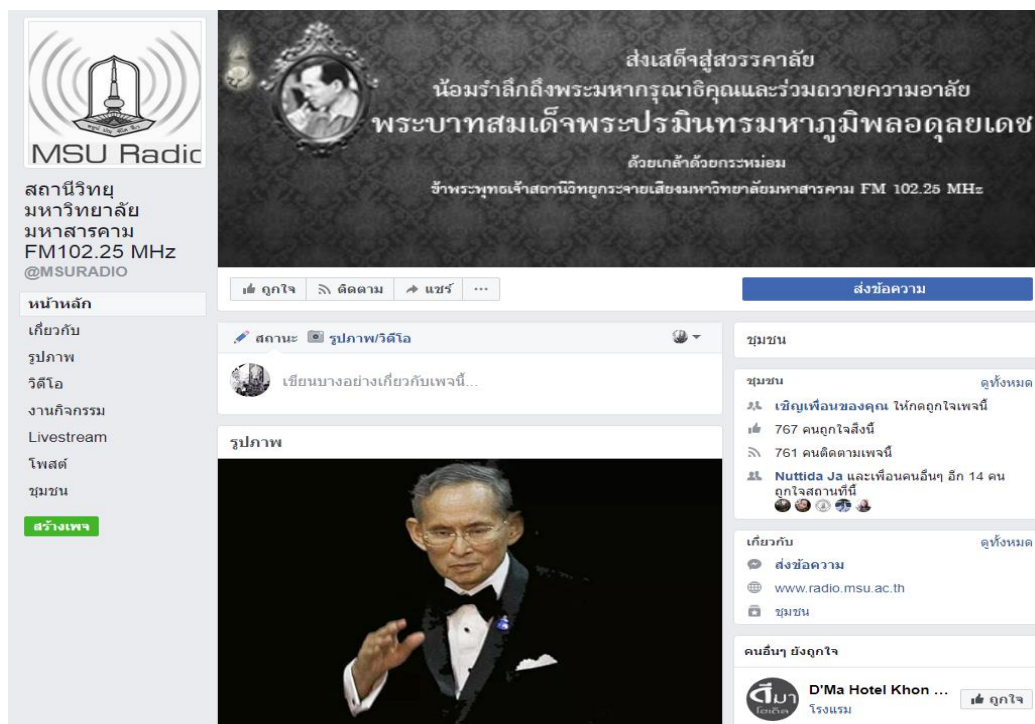 MSU Radio
สถานีวิทยุ
มหาวิทยาลัย
มหาสารคาม
FM102.25 MHz
@MSURADIO
หน้าหลัก
เกี่ยวกับ
รูปภาพ
วิดีโอ
งานกิจกรรม
Livestream
โพสต์
ชุมชน
สร้างเพจ
ส่งเสด็จสู่สวรรคาลัย
น้อมรำลึกถึงพระมหากรุณาธิคุณและร่วมถวายความอาลัย
พระบาทสมเด็จพระปรมินทรมหาภูมิพลอดุลยเดช
ด้วยเกล้าด้วยกระหม่อม
ข้าพระพุทธเจ้าสถานีวิทยุกระจายเสียงมหาวิทยาลัยมหาสารคาม FM 102.25 MHz
ถูกใจ ติดตาม แชร์ ...
ส่งข้อความ
สถานะ รูปภาพ/วิดีโอ
เขียนบางอย่างเกี่ยวกับเพจนี้...
รูปภาพ
ชุมชน
ชุมชน ดูทั้งหมด
เชิญเพื่อนของคุณ ให้กดถูกใจเพจนี้
767 คนถูกใจสิ่งนี้
761 คนติดตามเพจนี้
Nuttida Ja และเพื่อนคนอื่นๆ อีก 14 คน
ถูกใจสถานที่นี้
เกี่ยวกับ ดูทั้งหมด
ส่งข้อความ
www.radio.msu.ac.th
ชุมชน
คนอื่นๆ ยังถูกใจ
D'Ma Hotel Khon ... ถูกใจ
โรงแรม